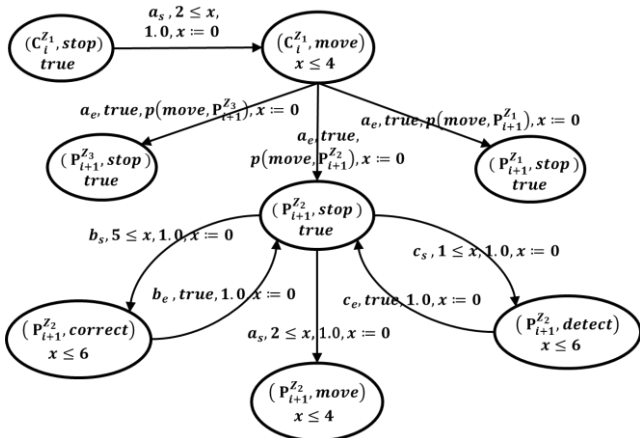 a_s, 2 ≤ x,
1.0, x ≔ 0
(C_i^{Z_1}, stop)
true
(C_i^{Z_1}, move)
x ≤ 4
a_e, true, p(move, P_{i+1}^{Z_3}), x ≔ 0
a_e, true,
p(move, P_{i+1}^{Z_2}), x ≔ 0
a_e, true, p(move, P_{i+1}^{Z_1}), x ≔ 0
(P_{i+1}^{Z_3}, stop)
true
(P_{i+1}^{Z_1}, stop)
true
(P_{i+1}^{Z_2}, stop)
true
b_s, 5 ≤ x, 1.0, x ≔ 0
c_s, 1 ≤ x, 1.0, x ≔ 0
b_e, true, 1.0, x ≔ 0
c_e, true, 1.0, x ≔ 0
(P_{i+1}^{Z_2}, correct)
x ≤ 6
a_s, 2 ≤ x, 1.0, x ≔ 0
(P_{i+1}^{Z_2}, detect)
x ≤ 6
(P_{i+1}^{Z_2}, move)
x ≤ 4